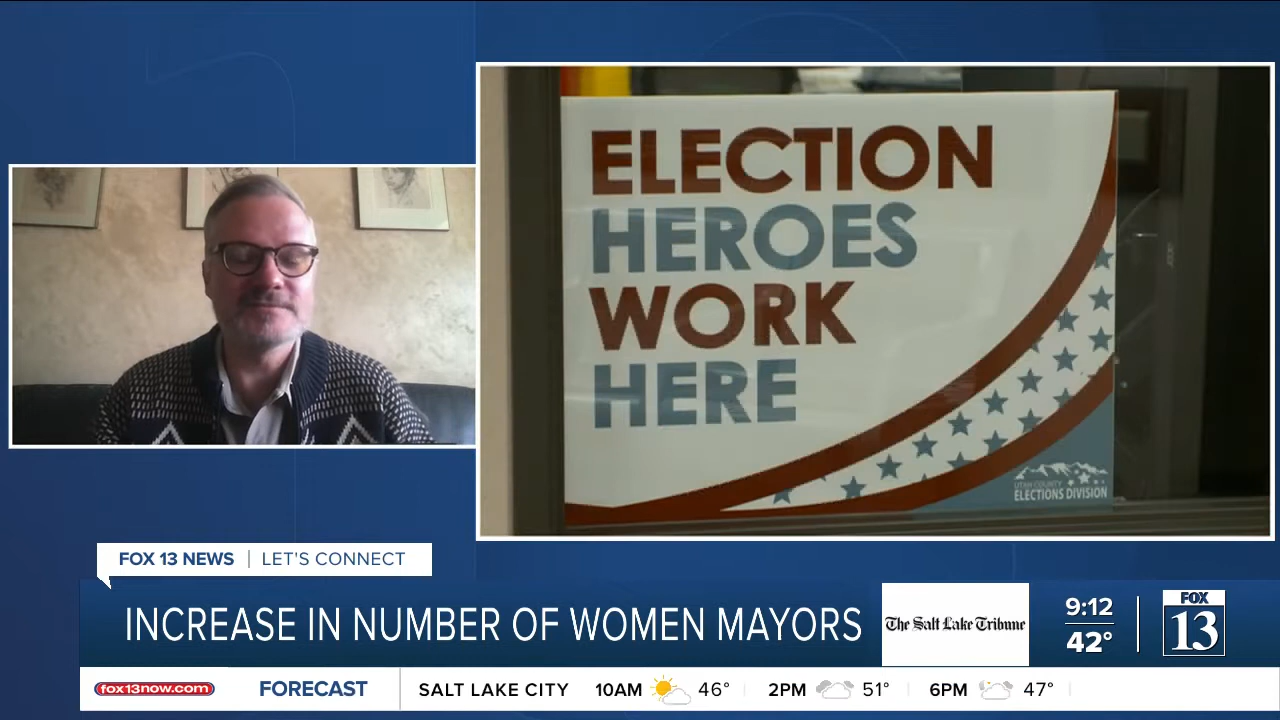 ELECTION
HEROES
WORK
HERE
UTAH COUNTY
ELECTIONS DIVISION
FOX 13 NEWS | LET'S CONNECT
INCREASE IN NUMBER OF WOMEN MAYORS
The Salt Lake Tribune
9:12
42°
FOX
13
fox13now.com
FORECAST
SALT LAKE CITY 10AM 46° 2PM 51° 6PM 47°